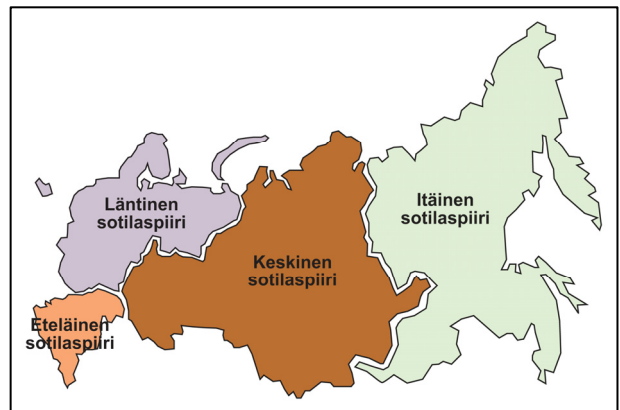 Läntinen
sotilaspiiri
Itäinen
sotilaspiiri
Keskinen
sotilaspiiri
Eteläinen
sotilaspiiri